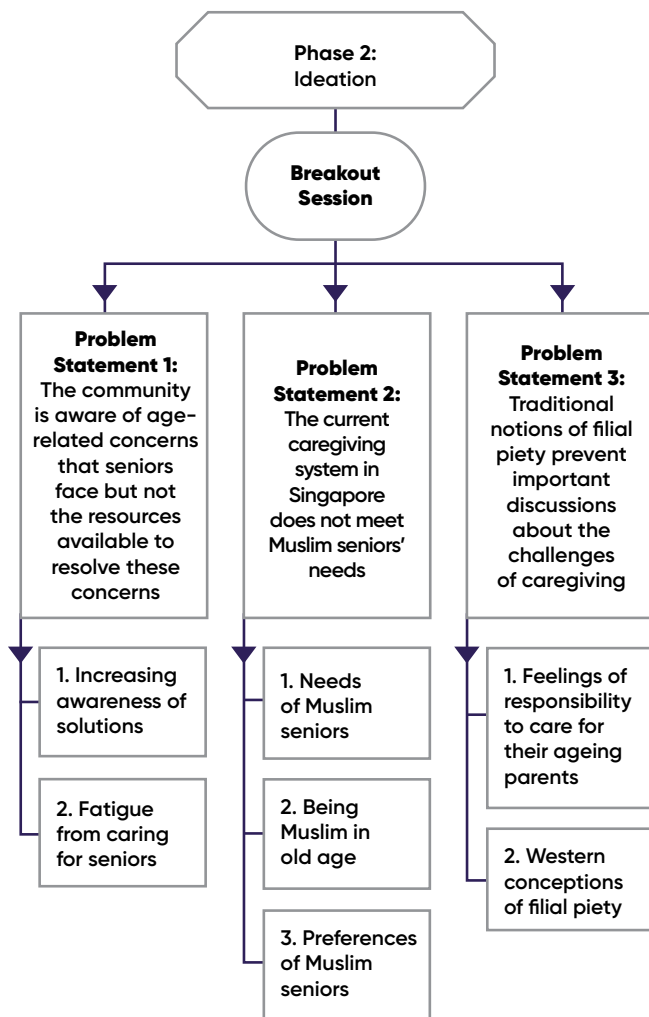 Phase 2:
Ideation
Breakout
Session
Problem
Statement 1:
The community
is aware of age-
related concerns
that seniors
face but not
the resources
available to
resolve these
concerns
1. Increasing
awareness of
solutions
2. Fatigue
from caring
for seniors
Problem
Statement 2:
The current
caregiving
system in
Singapore
does not meet
Muslim seniors’
needs
1. Needs
of Muslim
seniors
2. Being
Muslim in
old age
3. Preferences
of Muslim
seniors
Problem
Statement 3:
Traditional
notions of filial
piety prevent
important
discussions
about the
challenges
of caregiving
1. Feelings of
responsibility
to care for
their ageing
parents
2. Western
conceptions
of filial piety